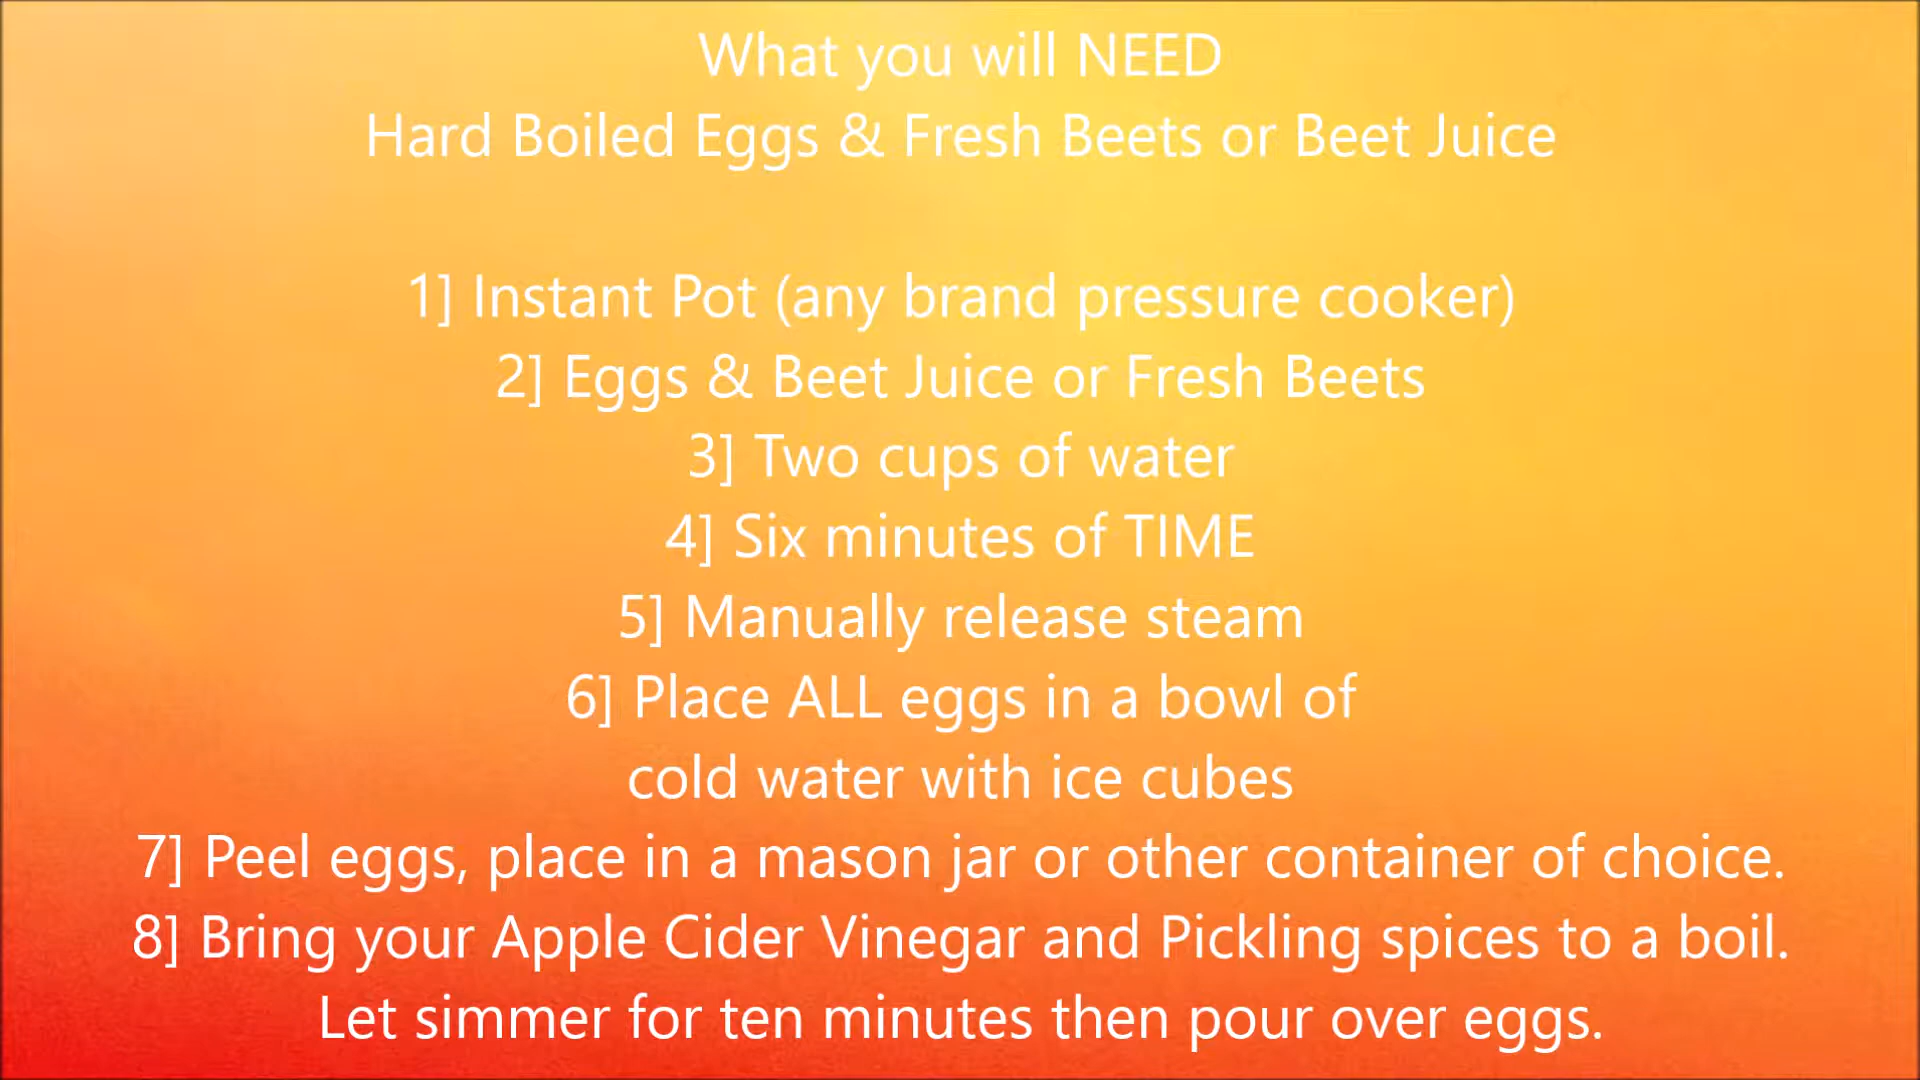 What you will NEED
Hard Boiled Eggs & Fresh Beets or Beet Juice
1] Instant Pot (any brand pressure cooker)
2] Eggs & Beet Juice or Fresh Beets
3] Two cups of water
4] Six minutes of TIME
5] Manually release steam
6] Place ALL eggs in a bowl of
cold water with ice cubes
7] Peel eggs, place in a mason jar or other container of choice.
8] Bring your Apple Cider Vinegar and Pickling spices to a boil.
Let simmer for ten minutes then pour over eggs.